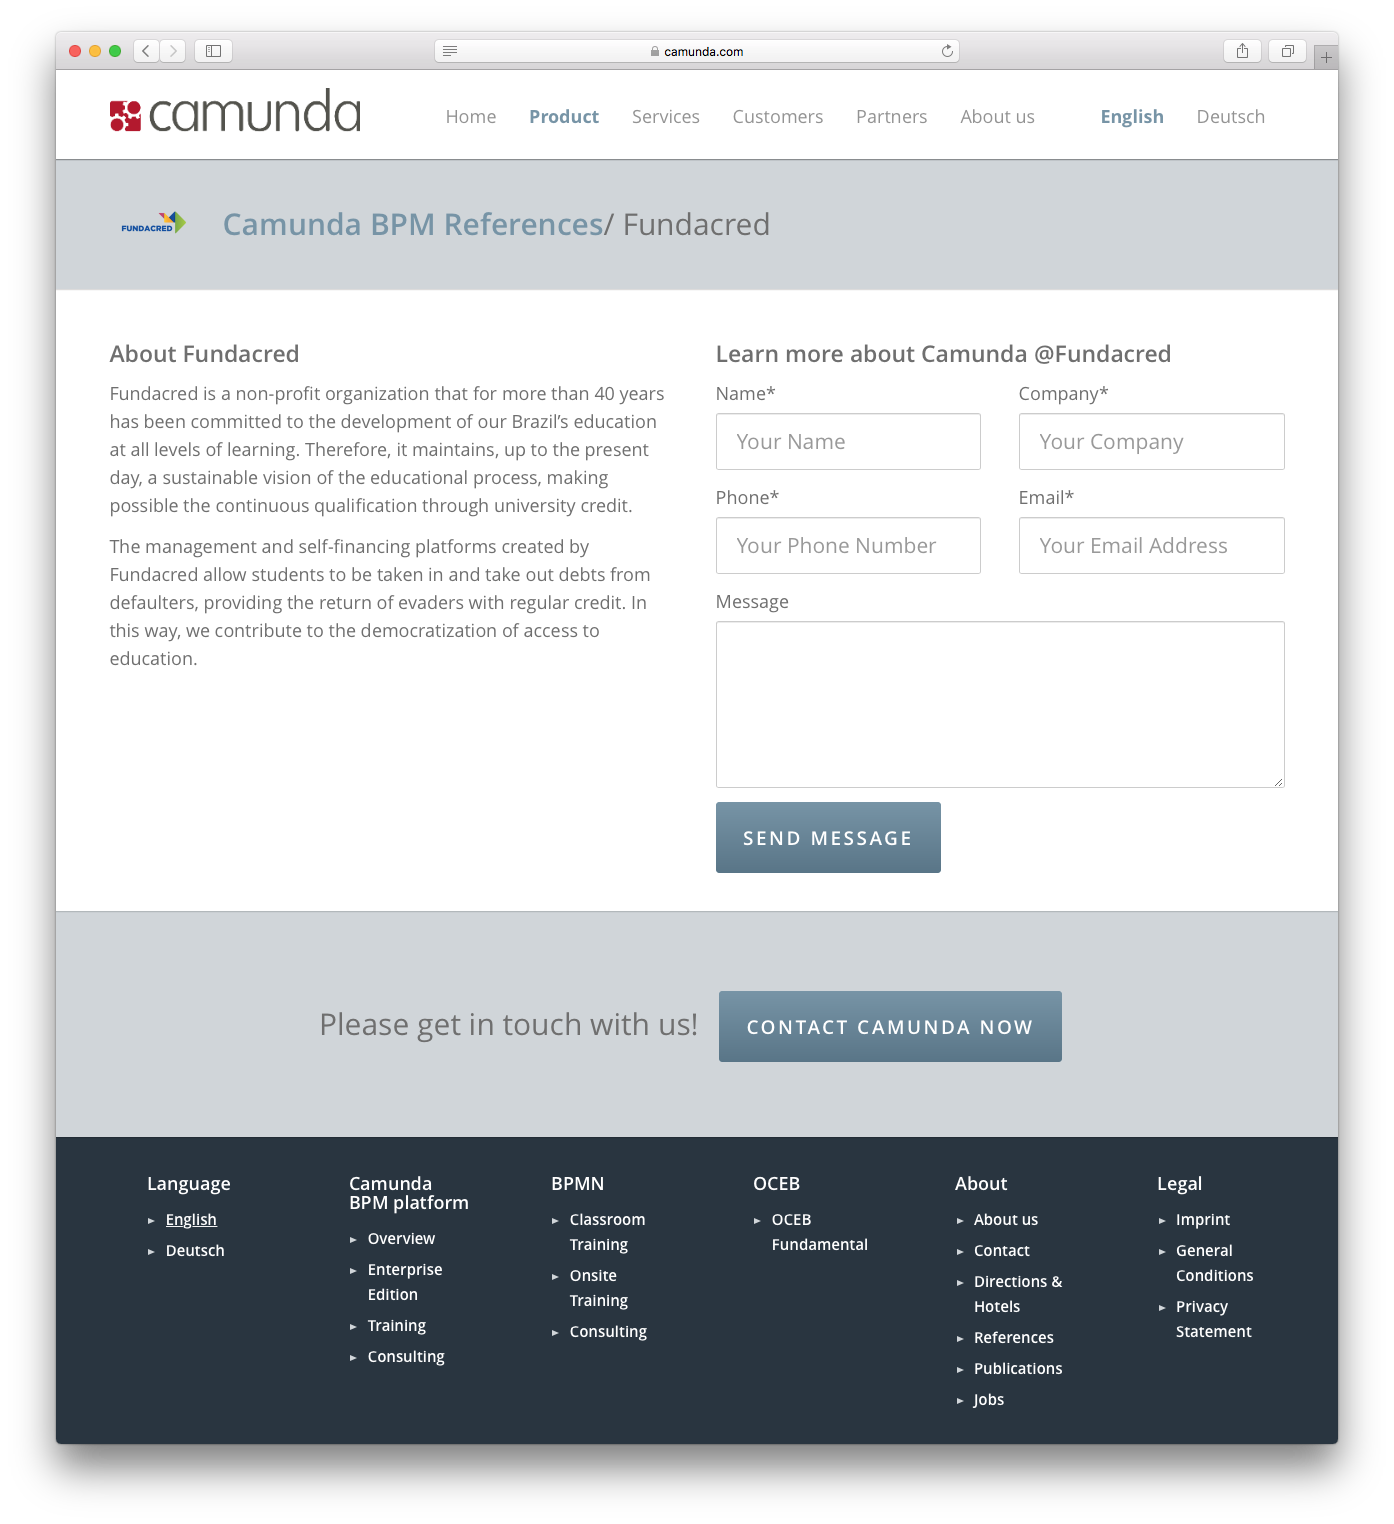 camunda.com
camunda
Home Product Services Customers Partners About us English Deutsch
FUNDACRED
Camunda BPM References/ Fundacred
About Fundacred
Fundacred is a non-profit organization that for more than 40 years
has been committed to the development of our Brazil’s education
at all levels of learning. Therefore, it maintains, up to the present
day, a sustainable vision of the educational process, making
possible the continuous qualification through university credit.
The management and self-financing platforms created by
Fundacred allow students to be taken in and take out debts from
defaulters, providing the return of evaders with regular credit. In
this way, we contribute to the democratization of access to
education.
Learn more about Camunda @Fundacred
Name* Company*
Your Name Your Company
Phone* Email*
Your Phone Number Your Email Address
Message
SEND MESSAGE
Please get in touch with us! CONTACT CAMUNDA NOW
Language
English
Deutsch
Camunda
BPM platform
Overview
Enterprise
Edition
Training
Consulting
BPMN
Classroom
Training
Onsite
Training
Consulting
OCEB
OCEB
Fundamental
About
About us
Contact
Directions &
Hotels
References
Publications
Jobs
Legal
Imprint
General
Conditions
Privacy
Statement